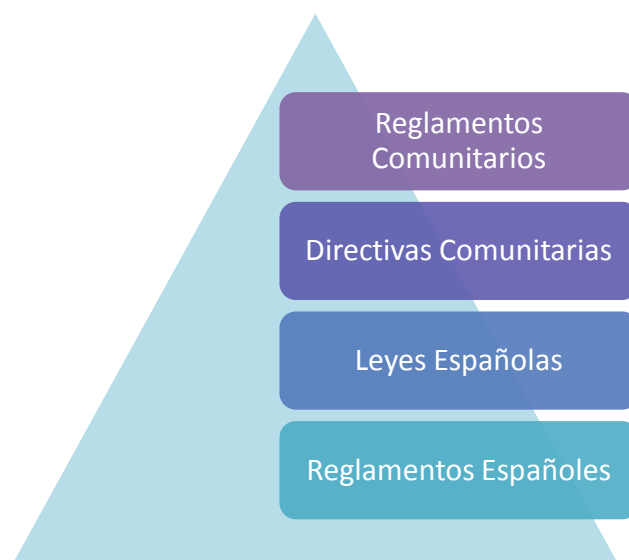 Reglamentos
Comunitarios
Directivas Comunitarias
Leyes Españolas
Reglamentos Españoles